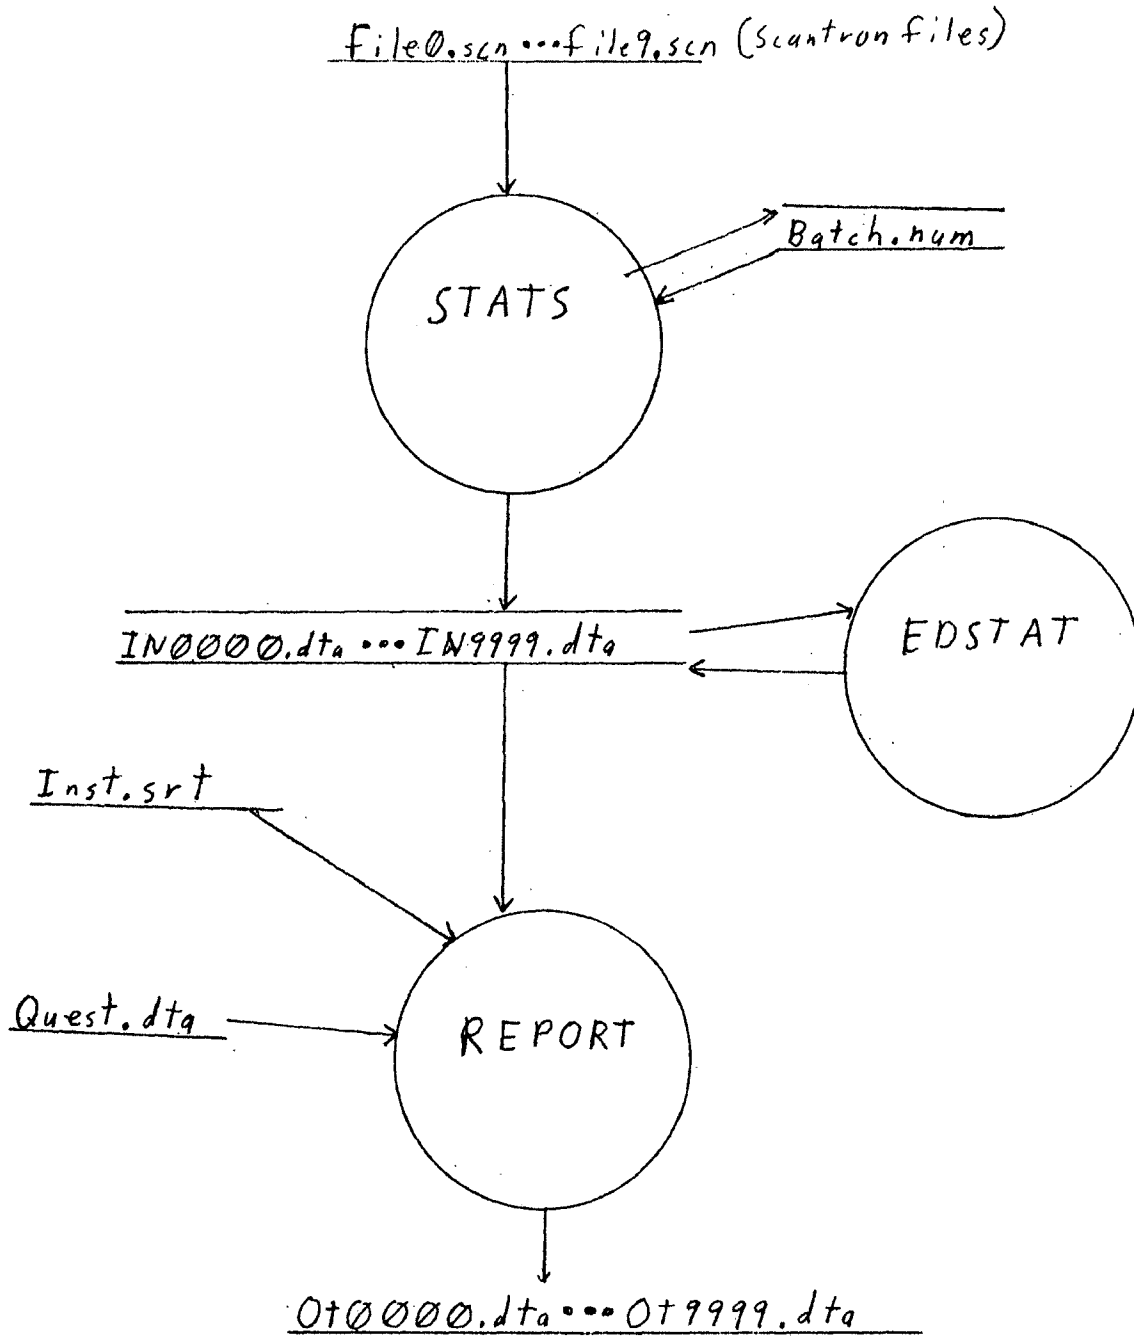 File0.scn...file9.scn (Scantron files)
Batch.num
STATS
EDSTAT
IN0000.dta...IN9999.dta
Inst.srt
Quest.dta
REPORT
Ot0000.dta...Ot9999.dta